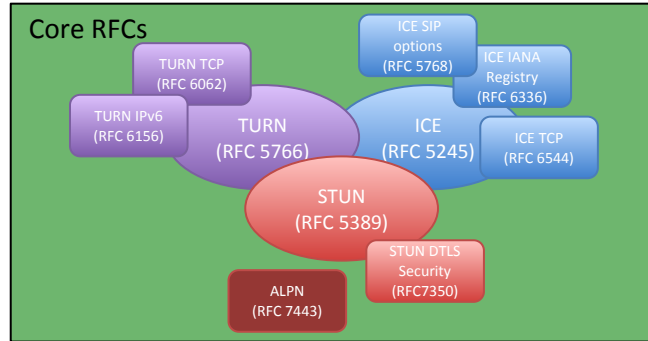 Core RFCs
ICE SIP
options
(RFC 5768)
TURN TCP
(RFC 6062)
ICE IANA
Registry
(RFC 6336)
TURN IPv6
(RFC 6156)
TURN
(RFC 5766)
ICE
(RFC 5245)
ICE TCP
(RFC 6544)
STUN
(RFC 5389)
STUN DTLS
Security
(RFC7350)
ALPN
(RFC 7443)